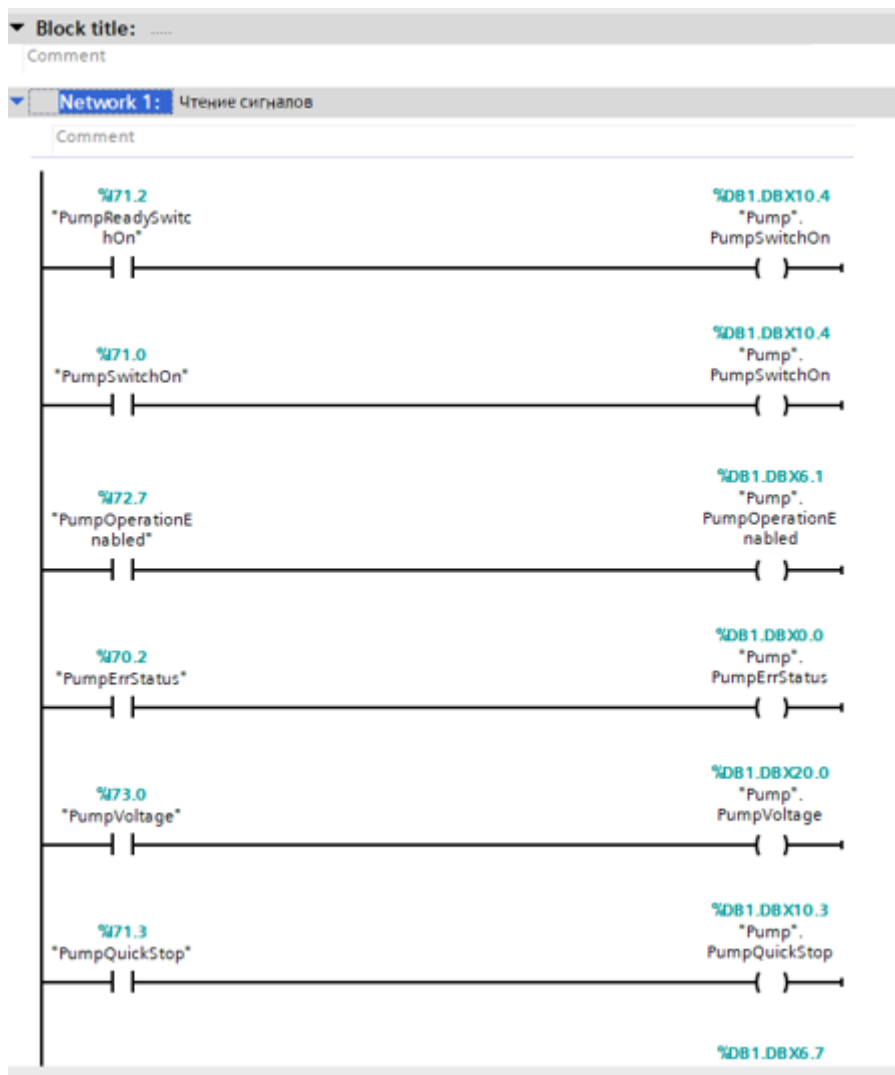 Block title: .....
Comment
Network 1: Чтение сигналов
Comment
%I71.2
"PumpReadySwitc
hOn"
%DB1.DBX10.4
"Pump".
PumpSwitchOn
%I71.0
"PumpSwitchOn"
%DB1.DBX10.4
"Pump".
PumpSwitchOn
%I72.7
"PumpOperationE
nabled"
%DB1.DBX6.1
"Pump".
PumpOperationE
nabled
%I70.2
"PumpErrStatus"
%DB1.DBX0.0
"Pump".
PumpErrStatus
%I73.0
"PumpVoltage"
%DB1.DBX20.0
"Pump".
PumpVoltage
%I71.3
"PumpQuickStop"
%DB1.DBX10.3
"Pump".
PumpQuickStop
%DB1.DBX6.7